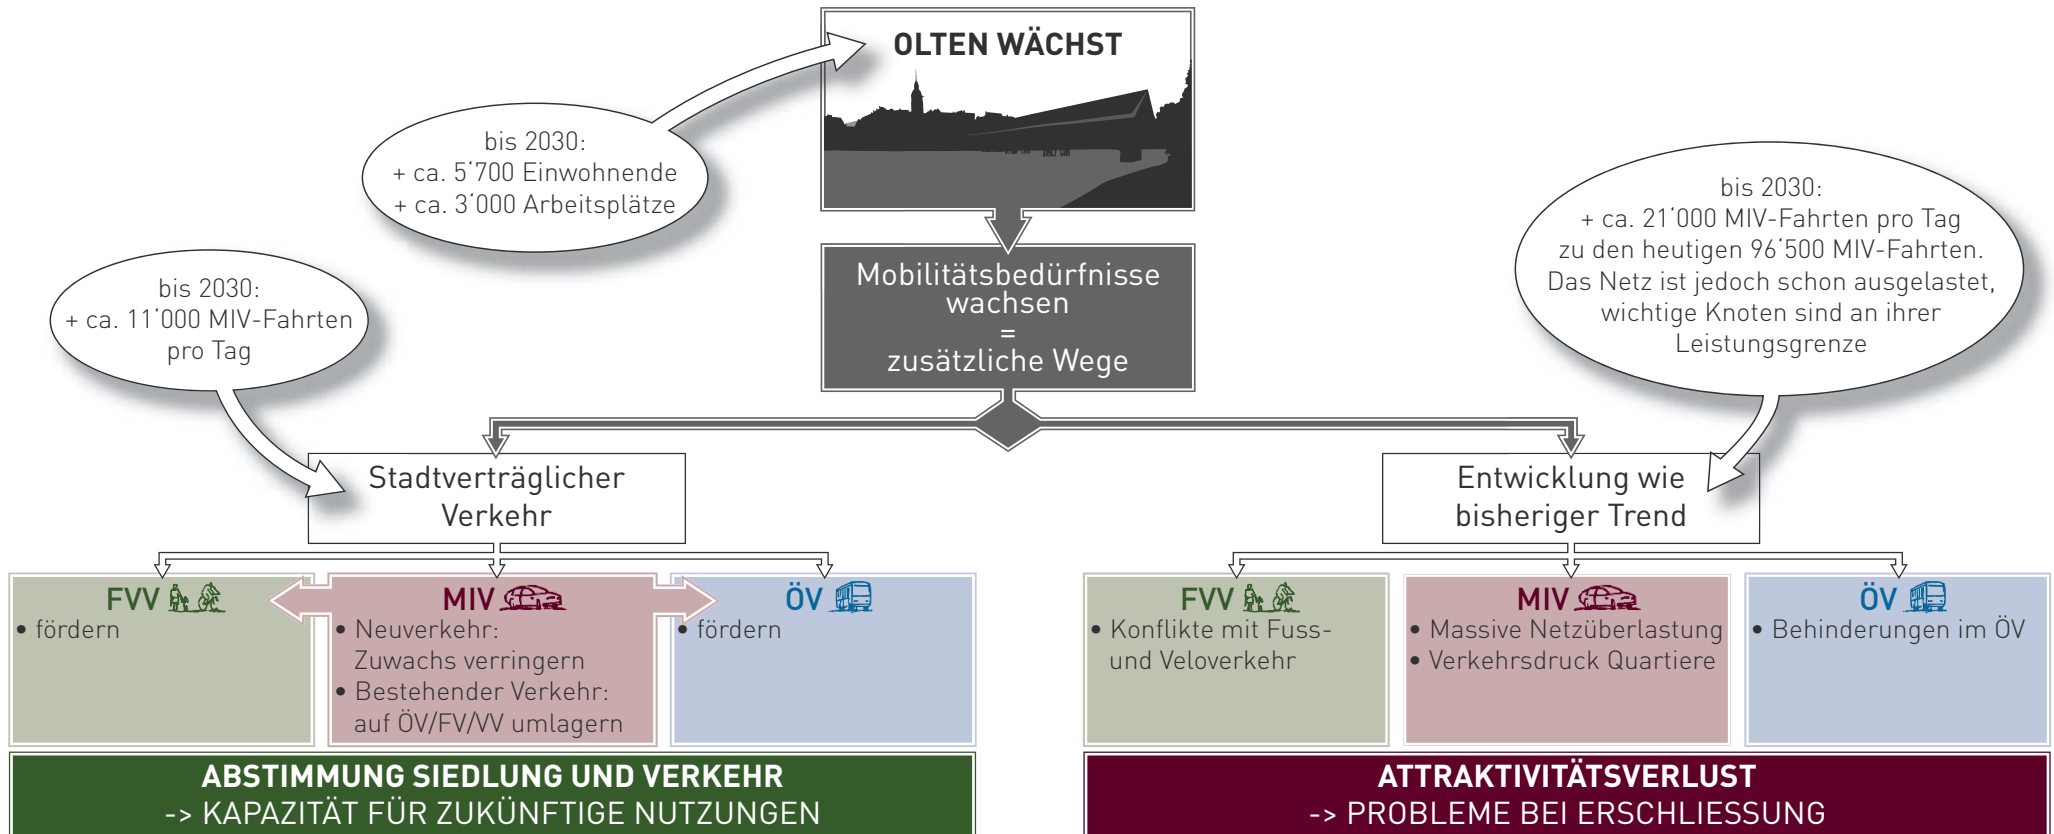 OLTEN WÄCHST
bis 2030:
+ ca. 5‘700 Einwohnende
+ ca. 3‘000 Arbeitsplätze
bis 2030:
+ ca. 21‘000 MIV-Fahrten pro Tag
zu den heutigen 96‘500 MIV-Fahrten.
Das Netz ist jedoch schon ausgelastet,
wichtige Knoten sind an ihrer
Leistungsgrenze
Mobilitätsbedürfnisse
wachsen
=
zusätzliche Wege
bis 2030:
+ ca. 11‘000 MIV-Fahrten
pro Tag
Stadtverträglicher
Verkehr
FVV
• fördern
MIV
• Neuverkehr:
Zuwachs verringern
• Bestehender Verkehr:
auf ÖV/FV/VV umlagern
ÖV
• fördern
ABSTIMMUNG SIEDLUNG UND VERKEHR
-> KAPAZITÄT FÜR ZUKÜNFTIGE NUTZUNGEN
Entwicklung wie
bisheriger Trend
FVV
• Konflikte mit Fuss-
und Veloverkehr
MIV
• Massive Netzüberlastung
• Verkehrsdruck Quartiere
ÖV
• Behinderungen im ÖV
ATTRAKTIVITÄTSVERLUST
-> PROBLEME BEI ERSCHLIESSUNG